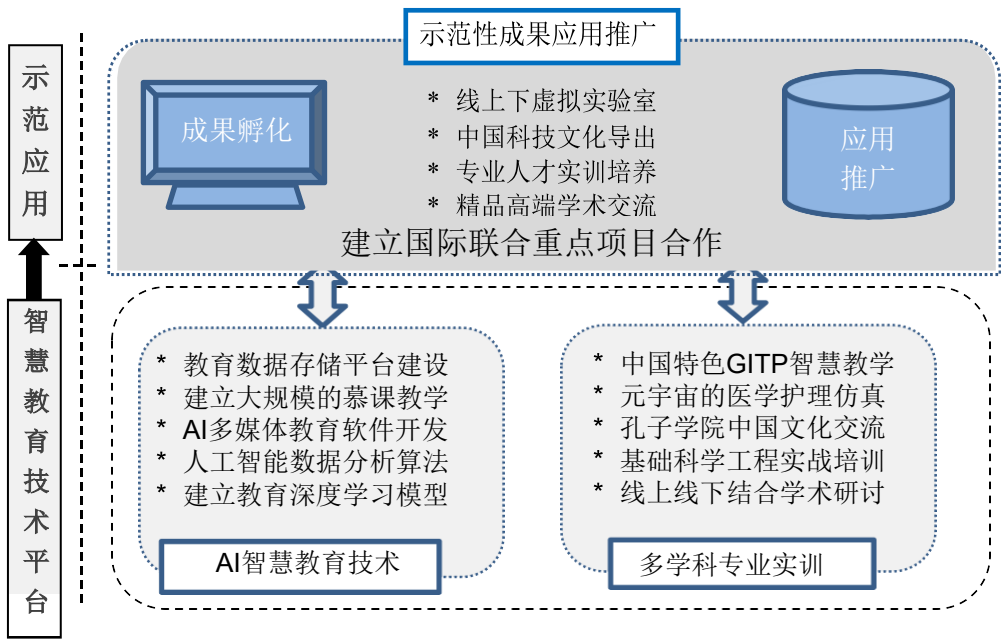 示范性成果应用推广
示范应用
成果孵化
* 线上下虚拟实验室
* 中国科技文化导出
* 专业人才实训培养
* 精品高端学术交流
应用
推广
建立国际联合重点项目合作
智慧教育技术平台
* 教育数据存储平台建设
* 建立大规模的慕课教学
* AI多媒体教育软件开发
* 人工智能数据分析算法
* 建立教育深度学习模型
AI智慧教育技术
* 中国特色GITP智慧教学
* 元宇宙的医学护理仿真
* 孔子学院中国文化交流
* 基础科学工程实战培训
* 线上线下结合学术研讨
多学科专业实训